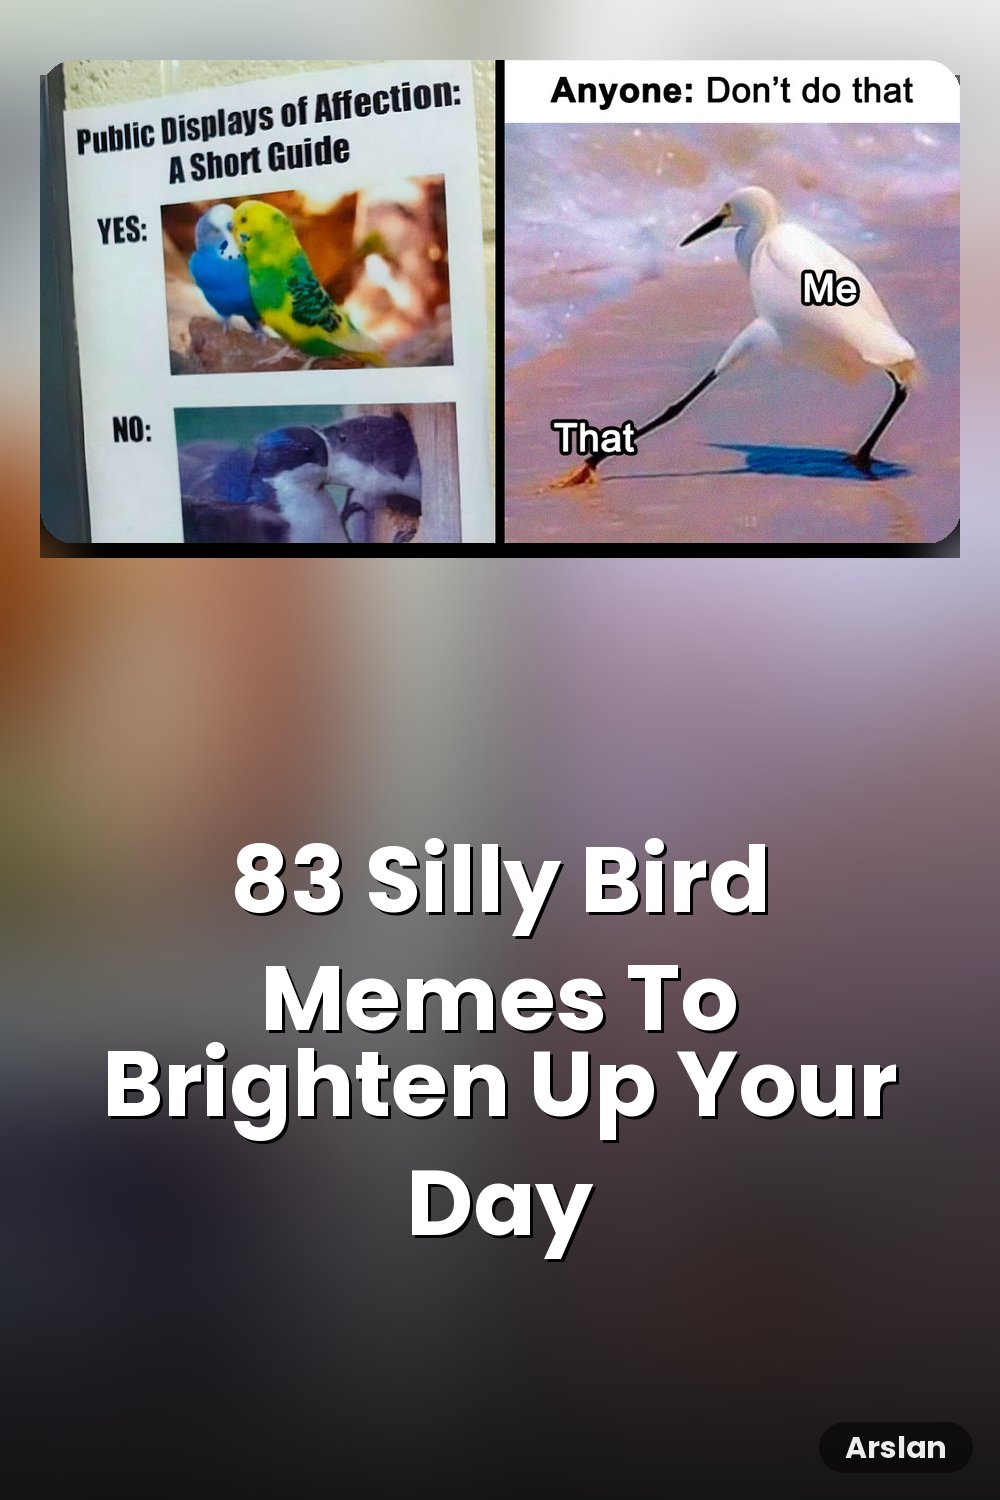 Public Displays of Affection:
A Short Guide
YES:
NO:
Anyone: Don’t do that
Me
That
83 Silly Bird
Memes To
Brighten Up Your
Day
Arslan